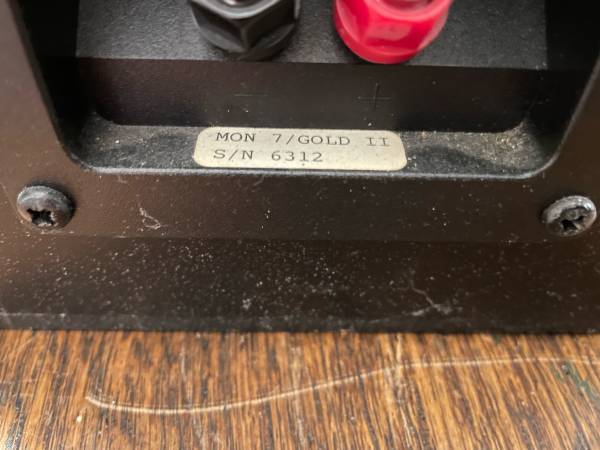 - +
MON 7/GOLD II
S/N 6312